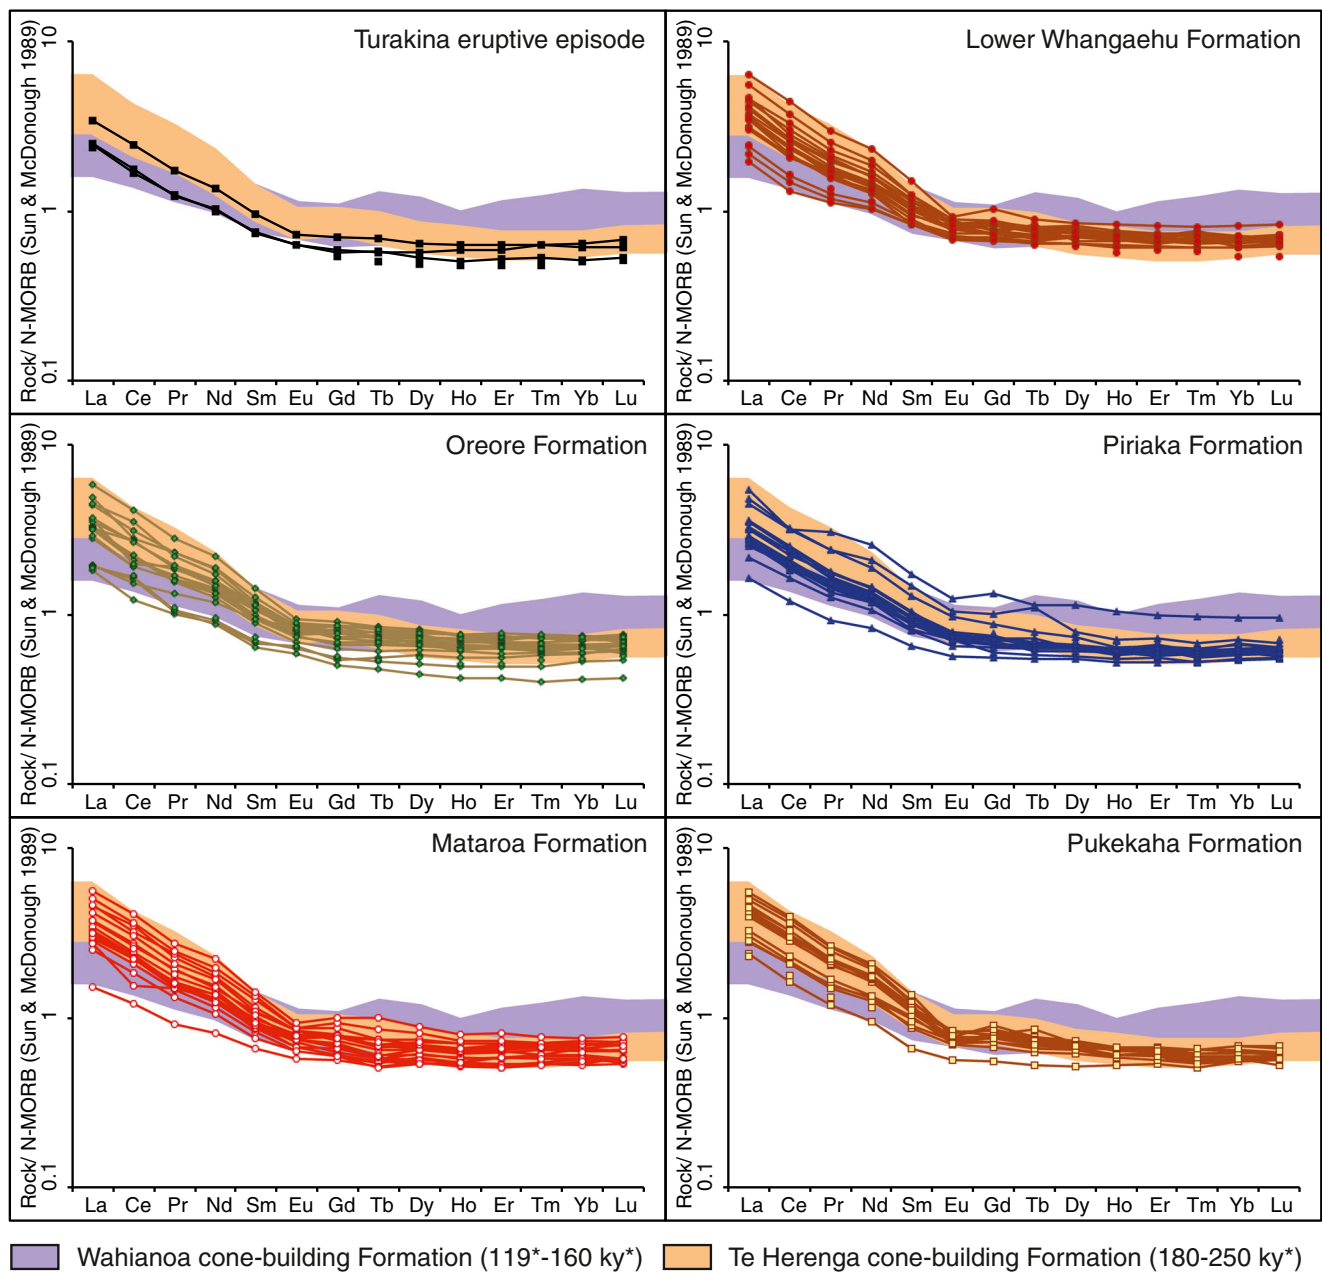 Turakina eruptive episode
Rock/ N-MORB (Sun & McDonough 1989)
10
1
0.1
La Ce Pr Nd Sm Eu Gd Tb Dy Ho Er Tm Yb Lu
Lower Whangaehu Formation
Rock/ N-MORB (Sun & McDonough 1989)
10
1
0.1
La Ce Pr Nd Sm Eu Gd Tb Dy Ho Er Tm Yb Lu
Oreore Formation
Rock/ N-MORB (Sun & McDonough 1989)
10
1
0.1
La Ce Pr Nd Sm Eu Gd Tb Dy Ho Er Tm Yb Lu
Piriaka Formation
Rock/ N-MORB (Sun & McDonough 1989)
10
1
0.1
La Ce Pr Nd Sm Eu Gd Tb Dy Ho Er Tm Yb Lu
Mataroa Formation
Rock/ N-MORB (Sun & McDonough 1989)
10
1
0.1
La Ce Pr Nd Sm Eu Gd Tb Dy Ho Er Tm Yb Lu
Pukekaha Formation
Rock/ N-MORB (Sun & McDonough 1989)
10
1
0.1
La Ce Pr Nd Sm Eu Gd Tb Dy Ho Er Tm Yb Lu
Wahianoa cone-building Formation (119*-160 ky*)
Te Herenga cone-building Formation (180-250 ky*)